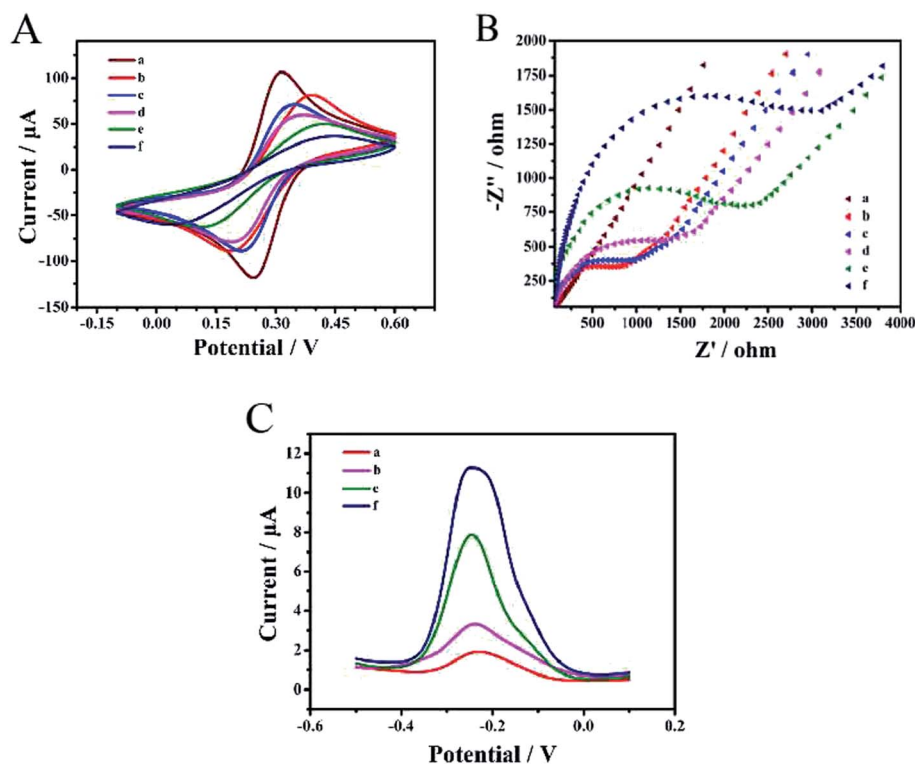 A
a
b
c
d
e
f
100
50
0
-50
-100
-150
-0.15 0.00 0.15 0.30 0.45 0.60
Current / µA
Potential / V
B
2000
1750
1500
1250
1000
750
500
250
500 1000 1500 2000 2500 3000 3500 4000
-Z'' / ohm
Z' / ohm
a
b
c
d
e
f
C
a
b
e
f
12
10
8
6
4
2
0
-0.6 -0.4 -0.2 0.0 0.2
Current / µA
Potential / V